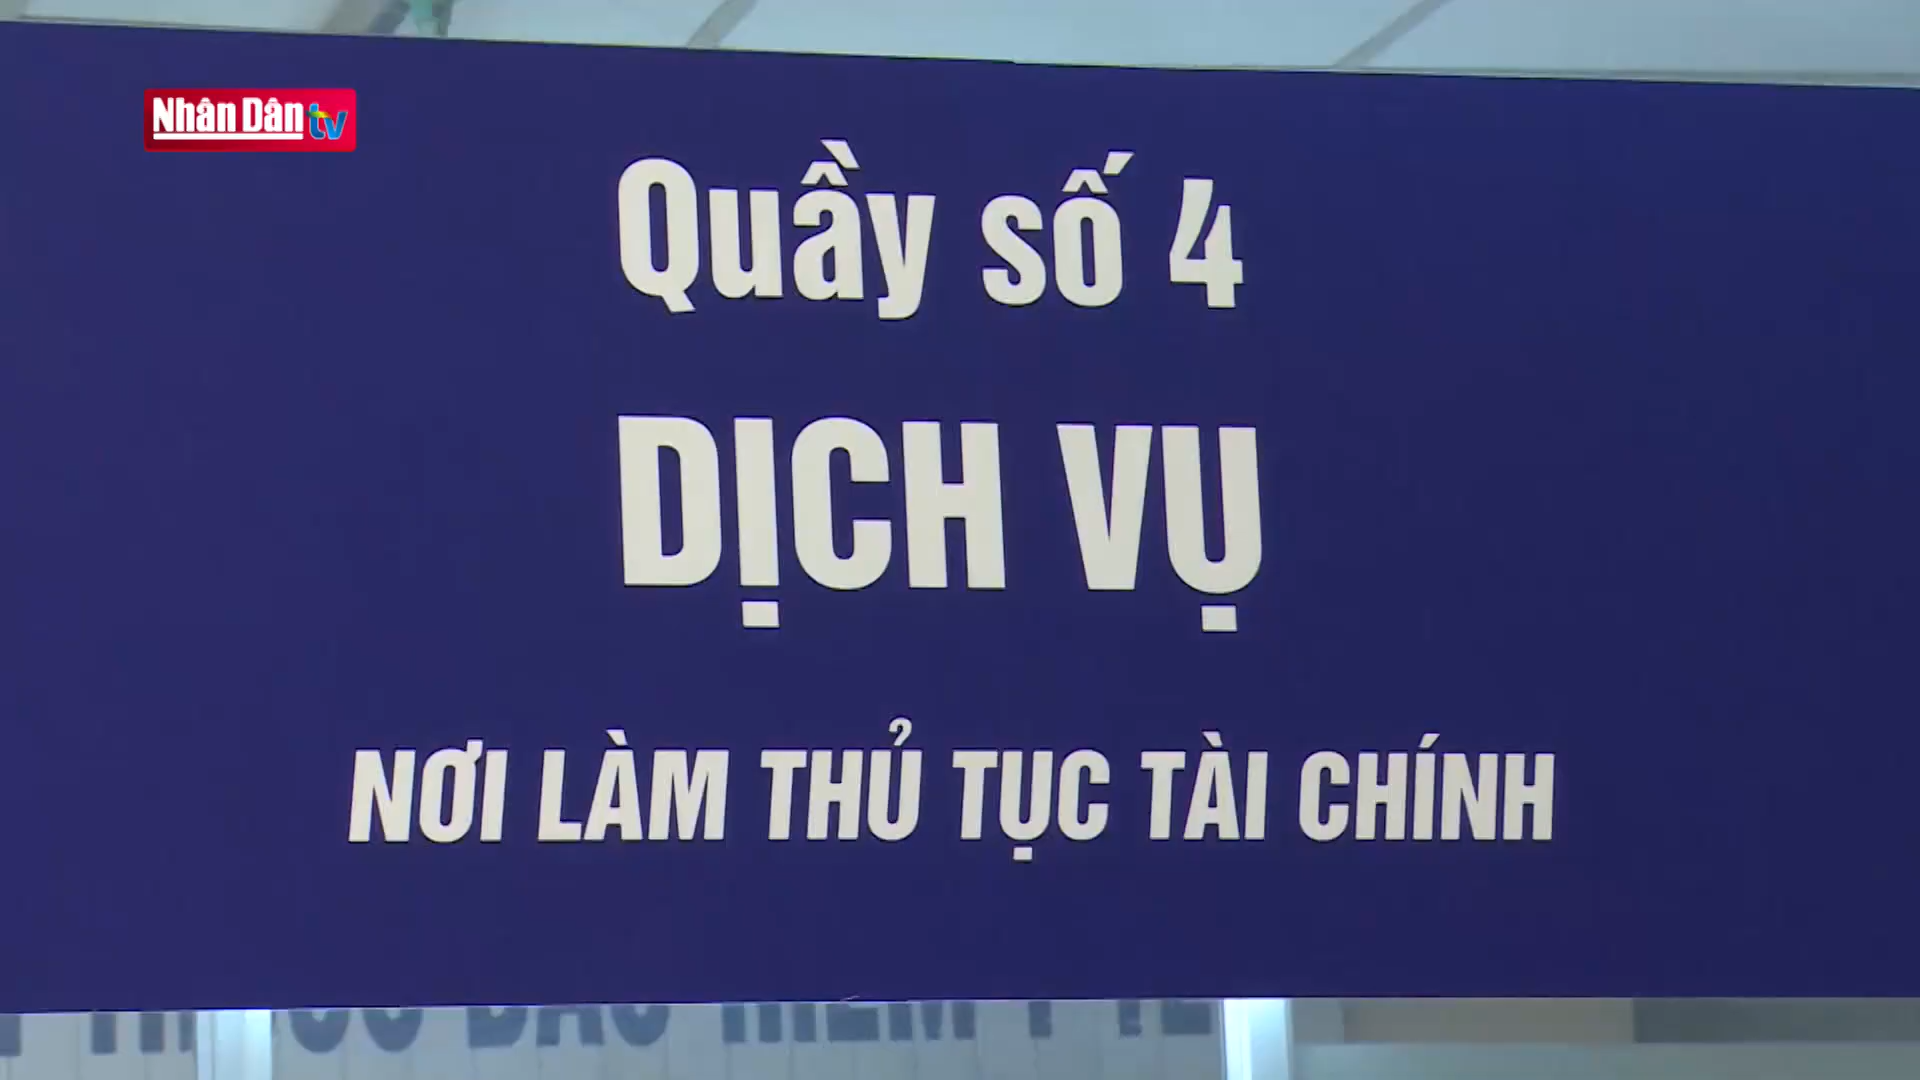 Nhân Dân tv
Quầy số 4
DỊCH VỤ
NƠI LÀM THỦ TỤC TÀI CHÍNH